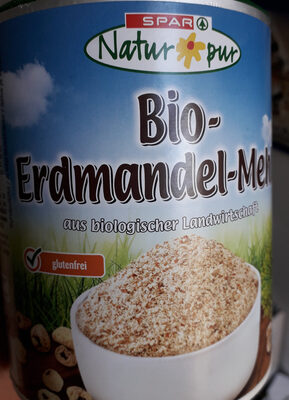 SPAR
Natur pur
Bio-
Erdmandel-Meh
aus biologischer Landwirtschaft
glutenfrei